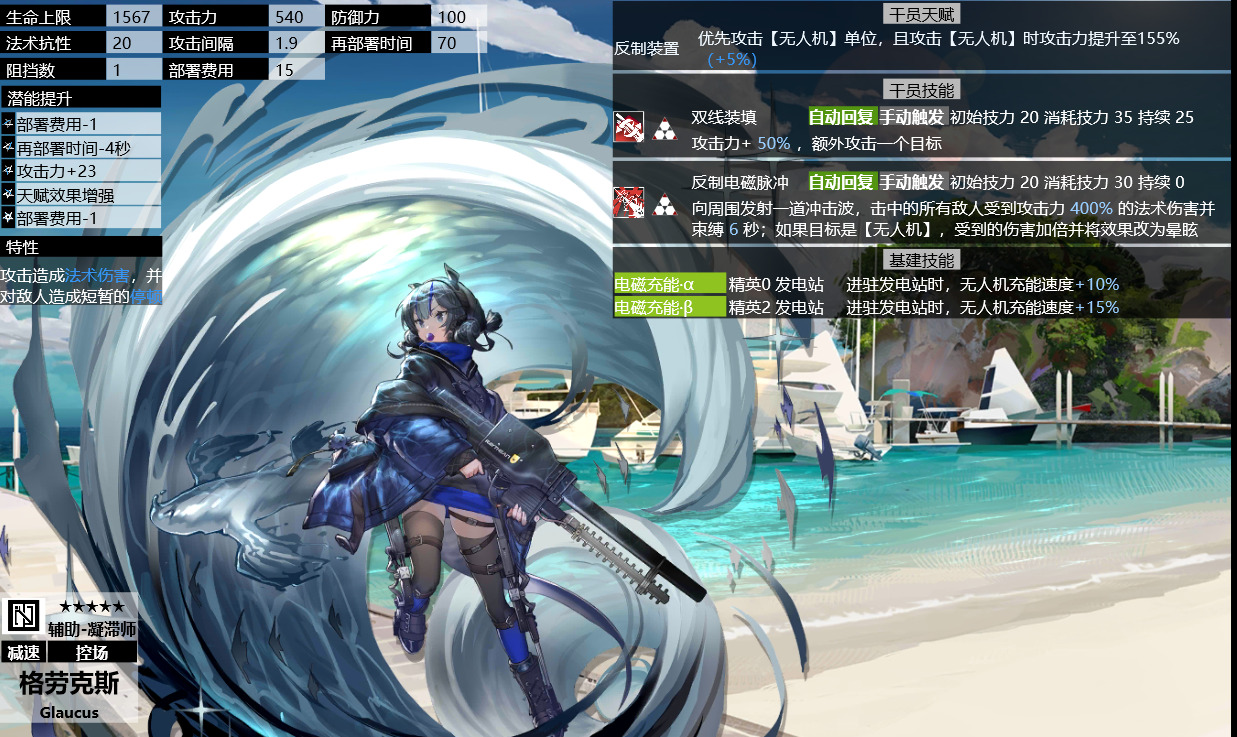 生命上限 1567 攻击力 540 防御力 100
法术抗性 20 攻击间隔 1.9 再部署时间 70
阻挡数 1 部署费用 15
潜能提升
部署费用-1
再部署时间-4秒
攻击力+23
天赋效果增强
部署费用-1
特性
攻击造成法术伤害，并
对敌人造成短暂的停顿
干员天赋
反制装置 优先攻击【无人机】单位，且攻击【无人机】时攻击力提升至155%
（+5%）
干员技能
双线装填 自动回复 手动触发 初始技力 20 消耗技力 35 持续 25
攻击力+ 50% ，额外攻击一个目标
反制电磁脉冲 自动回复 手动触发 初始技力 20 消耗技力 30 持续 0
向周围发射一道冲击波，击中的所有敌人受到攻击力 400% 的法术伤害并
束缚 6 秒；如果目标是【无人机】，受到的伤害加倍并将效果改为晕眩
基建技能
电磁充能·α 精英0 发电站 进驻发电站时，无人机充能速度+10%
电磁充能·β 精英2 发电站 进驻发电站时，无人机充能速度+15%
★★★★★
辅助-凝滞师
减速 控场
格劳克斯
Glaucus